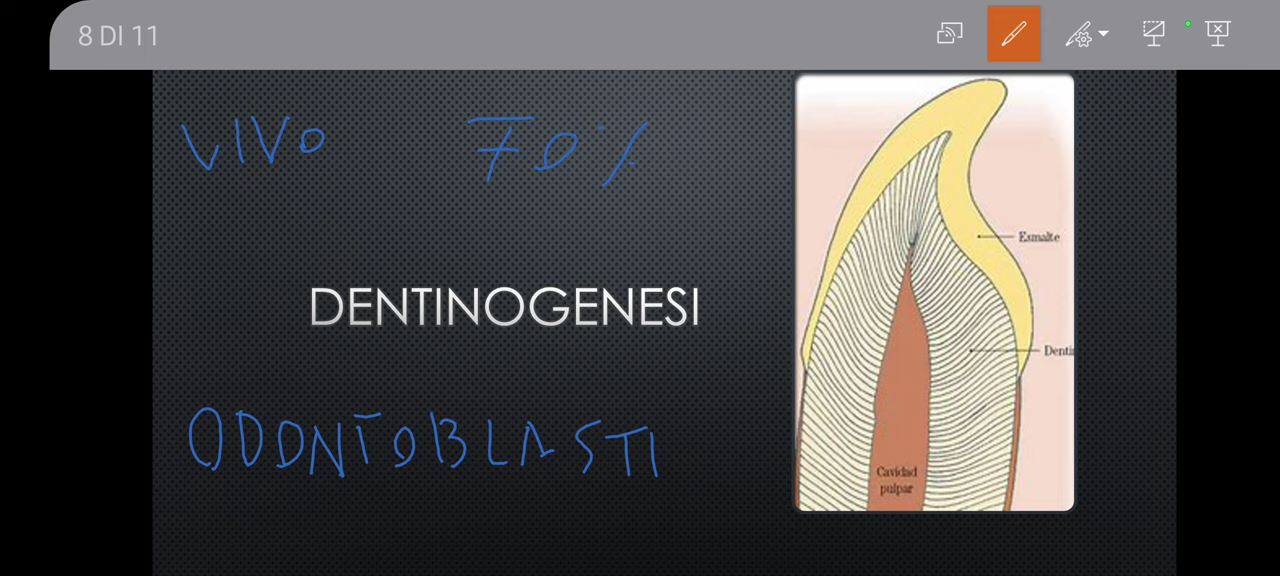 8 DI 11
VIVO 70%
DENTINOGENESI
ODONTOBLASTI
Esmalte
Denti
Cavidad
pulpar